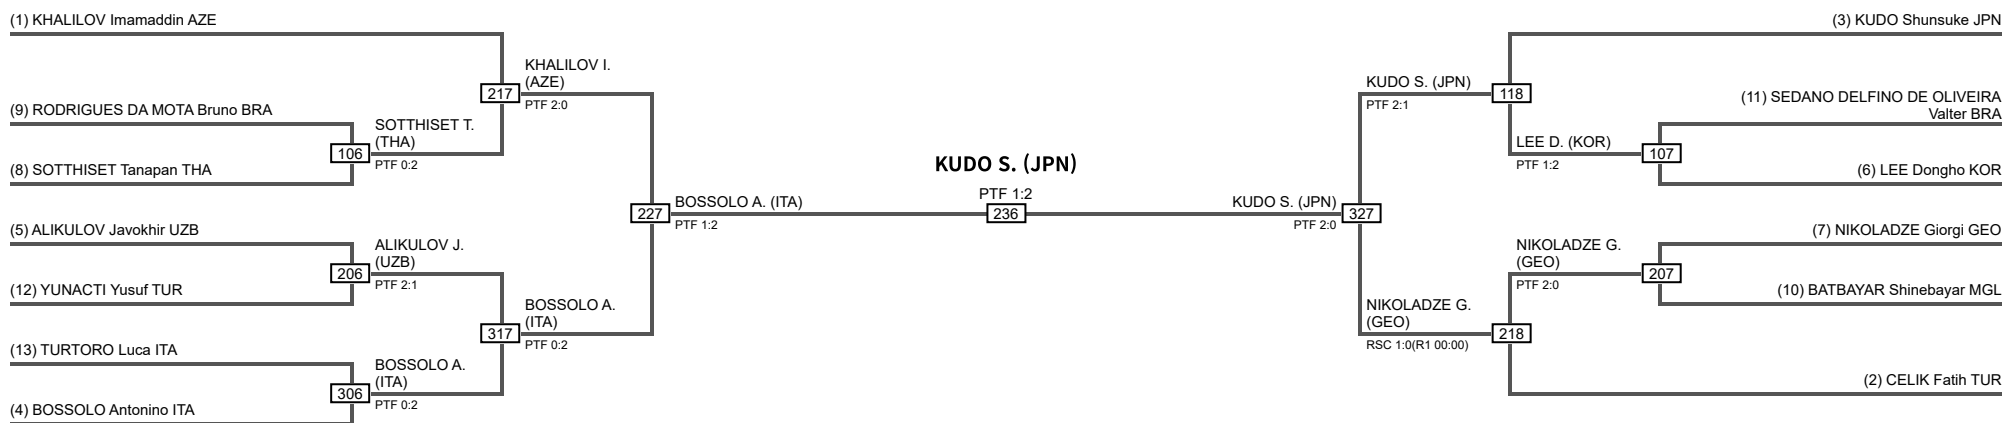 (1) KHALILOV Imamaddin AZE
(9) RODRIGUES DA MOTA Bruno BRA
(8) SOTTHISET Tanapan THA
(5) ALIKULOV Javokhir UZB
(12) YUNACTI Yusuf TUR
(13) TURTORO Luca ITA
(4) BOSSOLO Antonino ITA
106
SOTTHISET T.
(THA)
PTF 0:2
206
ALIKULOV J.
(UZB)
PTF 2:1
306
BOSSOLO A.
(ITA)
PTF 0:2
217
KHALILOV I.
(AZE)
PTF 2:0
317
BOSSOLO A.
(ITA)
PTF 0:2
227
BOSSOLO A. (ITA)
PTF 1:2
KUDO S. (JPN)
PTF 1:2
236
KUDO S. (JPN)
PTF 2:0
327
KUDO S. (JPN)
PTF 2:1
118
NIKOLADZE G.
(GEO)
RSC 1:0(R1 00:00)
218
LEE D. (KOR)
PTF 1:2
107
NIKOLADZE G.
(GEO)
PTF 2:0
207
(3) KUDO Shunsuke JPN
(11) SEDANO DELFINO DE OLIVEIRA
Valter BRA
(6) LEE Dongho KOR
(7) NIKOLADZE Giorgi GEO
(10) BATBAYAR Shinebayar MGL
(2) CELIK Fatih TUR